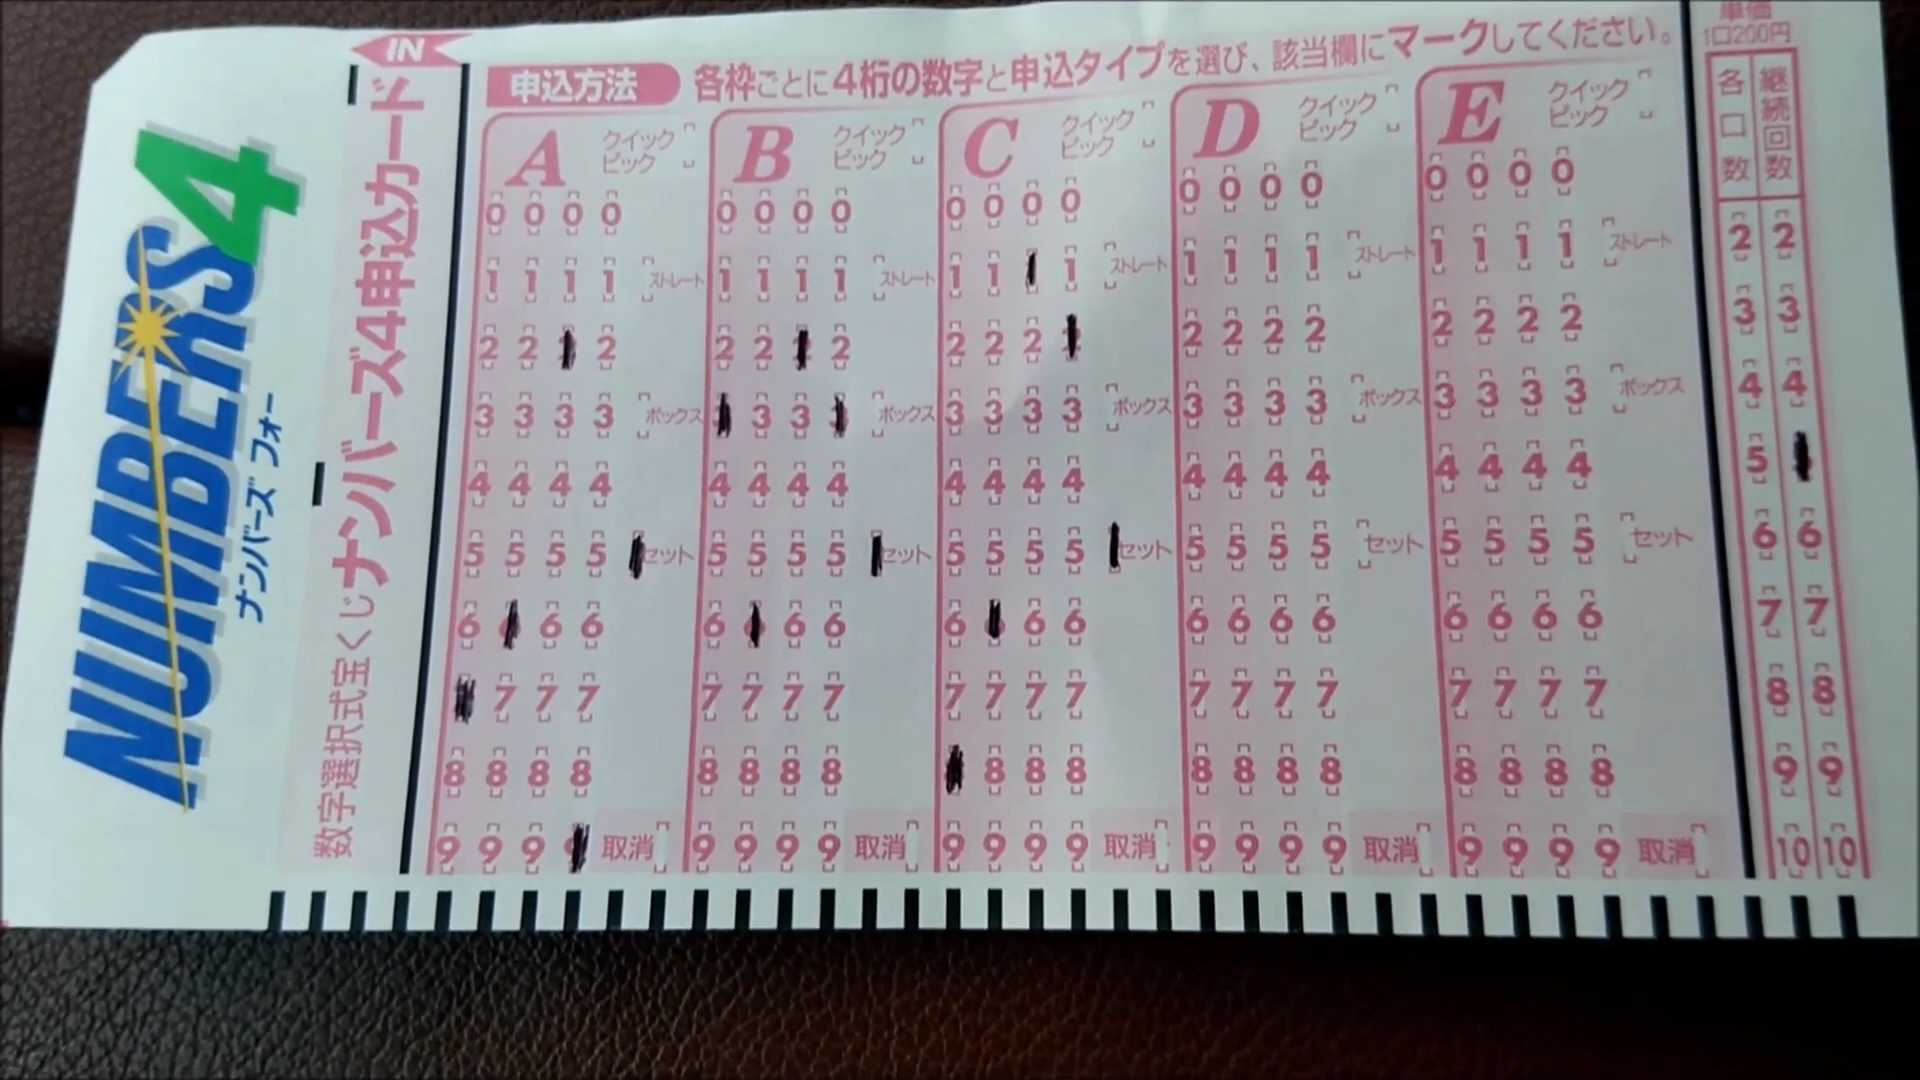 IN
NUMBERS4
ナンバーズ フォー
数字選択式宝くじ ナンバーズ4申込カード
申込方法 各枠ごとに4桁の数字と申込タイプを選び、該当欄にマークしてください。
単価
1口200円
A クイックピック B クイックピック C クイックピック D クイックピック E クイックピック 各口数 継続回数
0 0 0 0 0 0 0 0 0 0 0 0 0 0 0 0 0 0 0 0
1 1 1 1 ストレート 1 1 1 1 ストレート 1 1 1 ストレート 1 1 1 1 ストレート 1 1 1 1 ストレート 2 2
2 2 2 2 2 2 2 2 2 2 2 2 2 2 2 2 2 3 3
3 3 3 3 ボックス 3 3 ボックス 3 3 3 3 ボックス 3 3 3 3 ボックス 3 3 3 3 ボックス 4 4
4 4 4 4 4 4 4 4 4 4 4 4 4 4 4 4 4 4 4 4 5
5 5 5 5 セット 5 5 5 5 セット 5 5 5 5 セット 5 5 5 5 セット 5 5 5 5 セット 6 6
6 6 6 6 6 6 6 6 6 6 6 6 6 6 6 6 6 7 7
7 7 7 7 7 7 7 7 7 7 7 7 7 7 7 7 7 7 7 8 8
8 8 8 8 8 8 8 8 8 8 8 8 8 8 8 8 8 8 8 9 9
9 9 9 取消 9 9 9 9 取消 9 9 9 9 取消 9 9 9 9 取消 9 9 9 9 取消 10 10